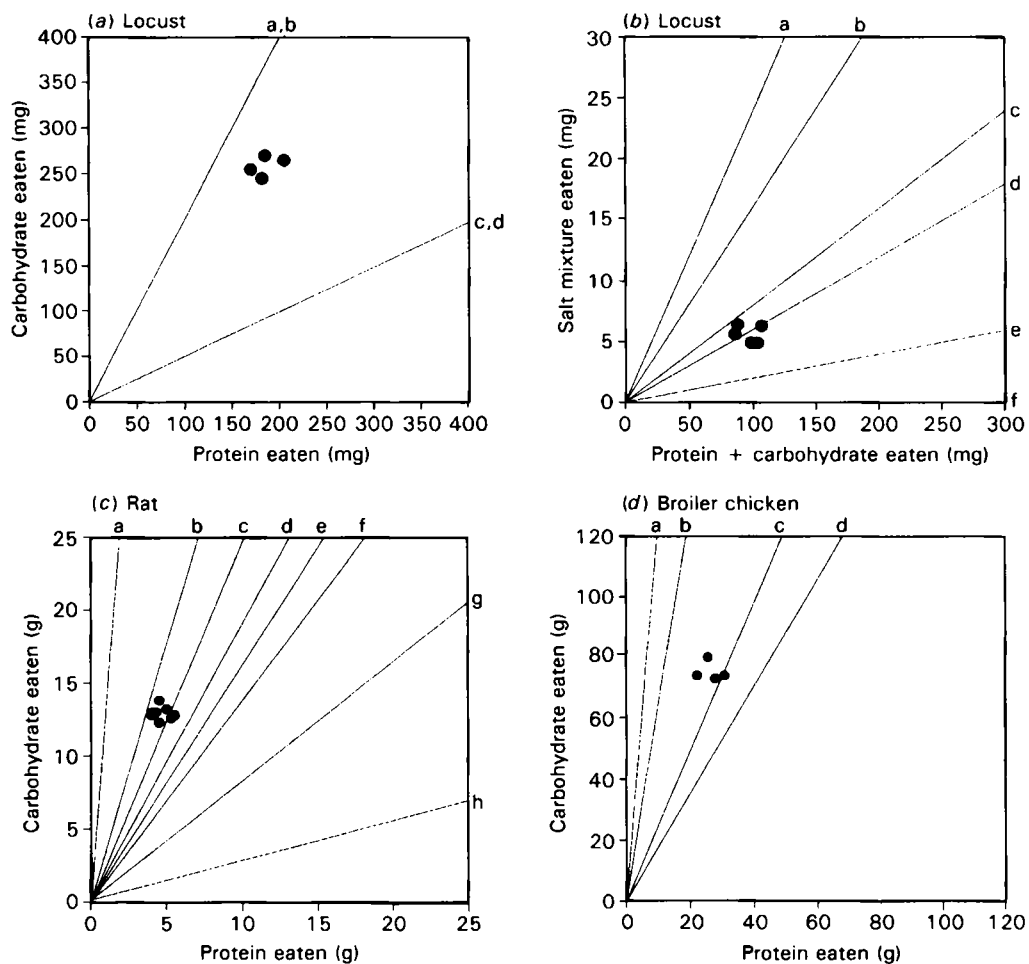 (a) Locust
a,b
400
350
300
250
200
150
100
50
0
c,d
0 50 100 150 200 250 300 350 400
Carbohydrate eaten (mg)
Protein eaten (mg)
(b) Locust
a b
30
25
20
15
10
5
0
c
d
e
f
0 50 100 150 200 250 300
Salt mixture eaten (mg)
Protein + carbohydrate eaten (mg)
(c) Rat
a b c d e f
25
20
15
10
5
0
g
h
0 5 10 15 20 25
Carbohydrate eaten (g)
Protein eaten (g)
(d) Broiler chicken
a b c d
120
100
80
60
40
20
0
0 20 40 60 80 100 120
Carbohydrate eaten (g)
Protein eaten (g)